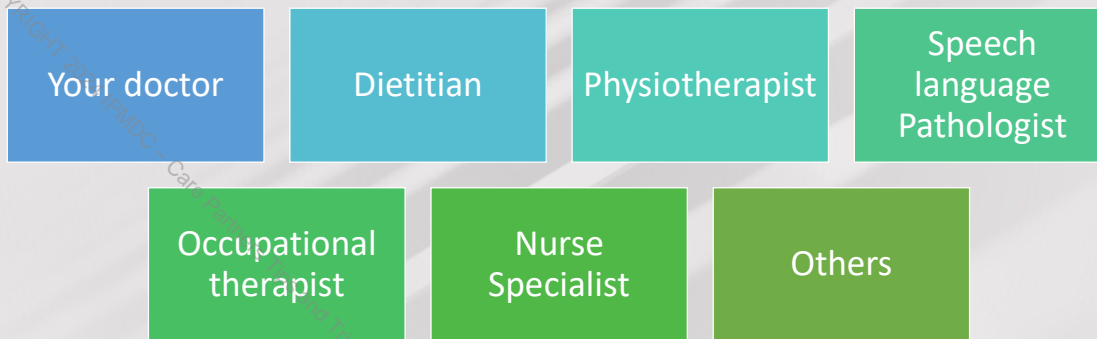 Your doctor
Dietitian
Physiotherapist
Speech
language
Pathologist
Occupational
therapist
Nurse
Specialist
Others